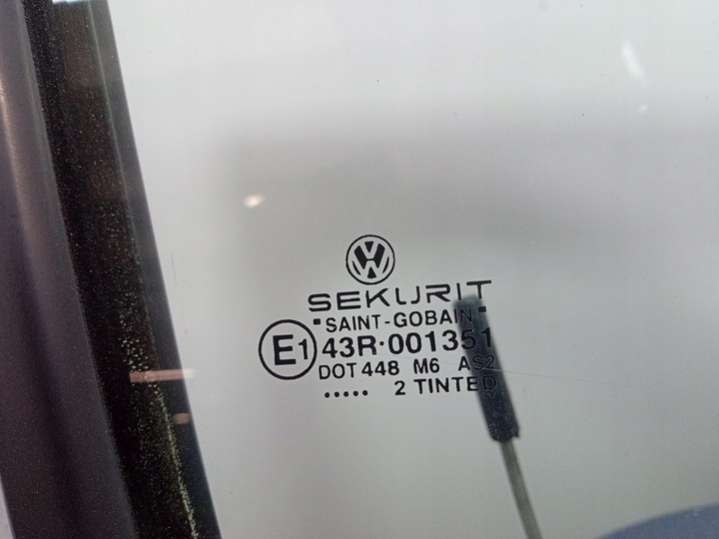 SEKURIT
SAINT-GOBAIN
E1 43R·001351
DOT 448 M6 AS2
..... 2 TINTED